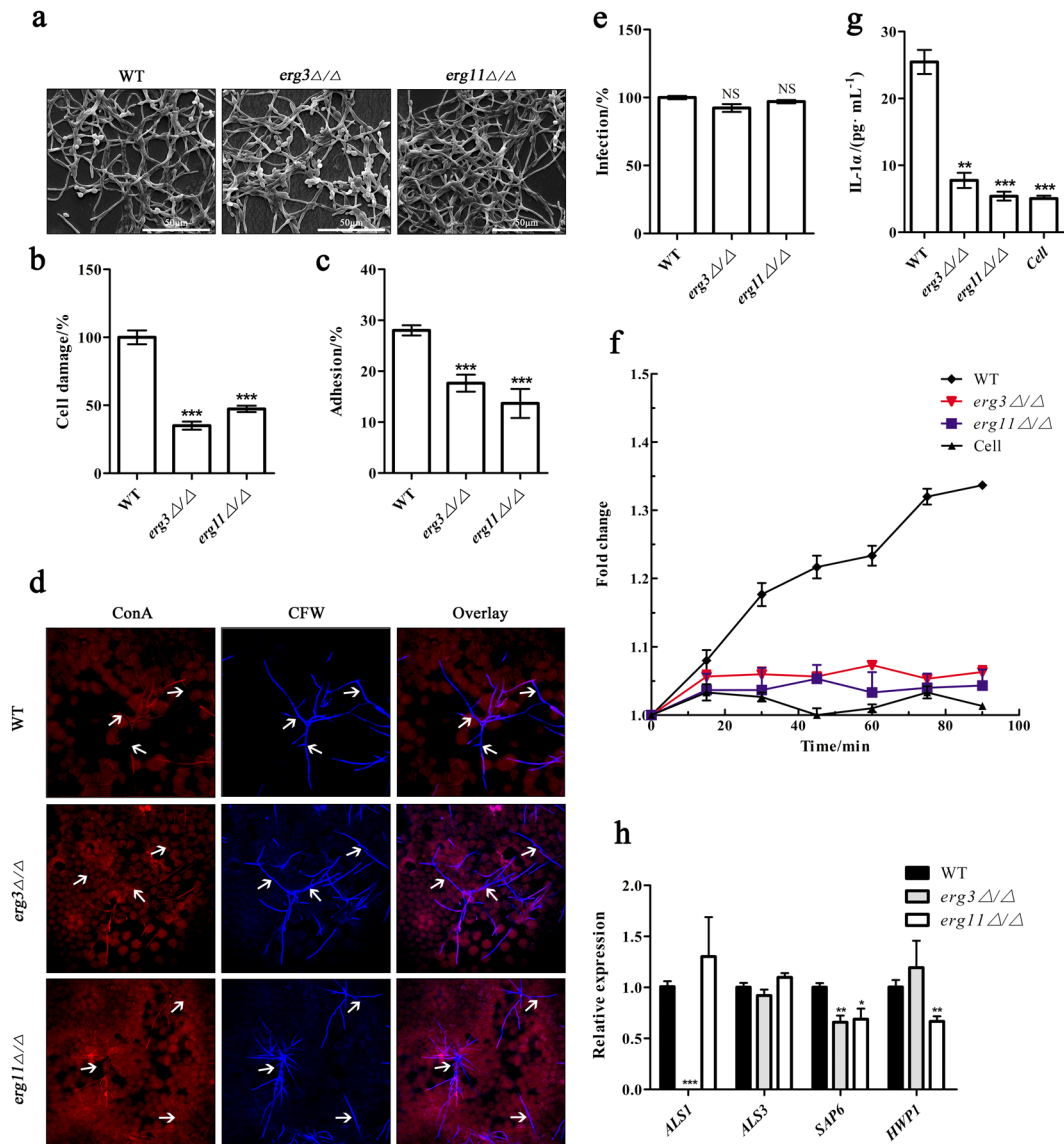 a
WT
erg3△/△
erg11△/△
50μm
50μm
50μm
b
Cell damage/%
150
100
50
0
***
***
WT
erg3△/△
erg11△/△
c
Adhesion/%
40
30
20
10
0
***
***
WT
erg3△/△
erg11△/△
d
ConA
CFW
Overlay
WT
erg3△/△
erg11△/△
e
Infection/%
150
100
50
0
NS
NS
WT
erg3△/△
erg11△/△
g
IL-1α/(pg· mL⁻¹)
30
20
10
0
**
***
***
WT
erg3△/△
erg11△/△
Cell
f
Fold change
1.5
1.4
1.3
1.2
1.1
1.0
WT
erg3△/△
erg11△/△
Cell
0
20
40
60
80
100
Time/min
h
Relative expression
2.0
1.5
1.0
0.5
0.0
WT
erg3△/△
erg11△/△
***
**
*
**
ALS1
ALS3
SAP6
HWP1